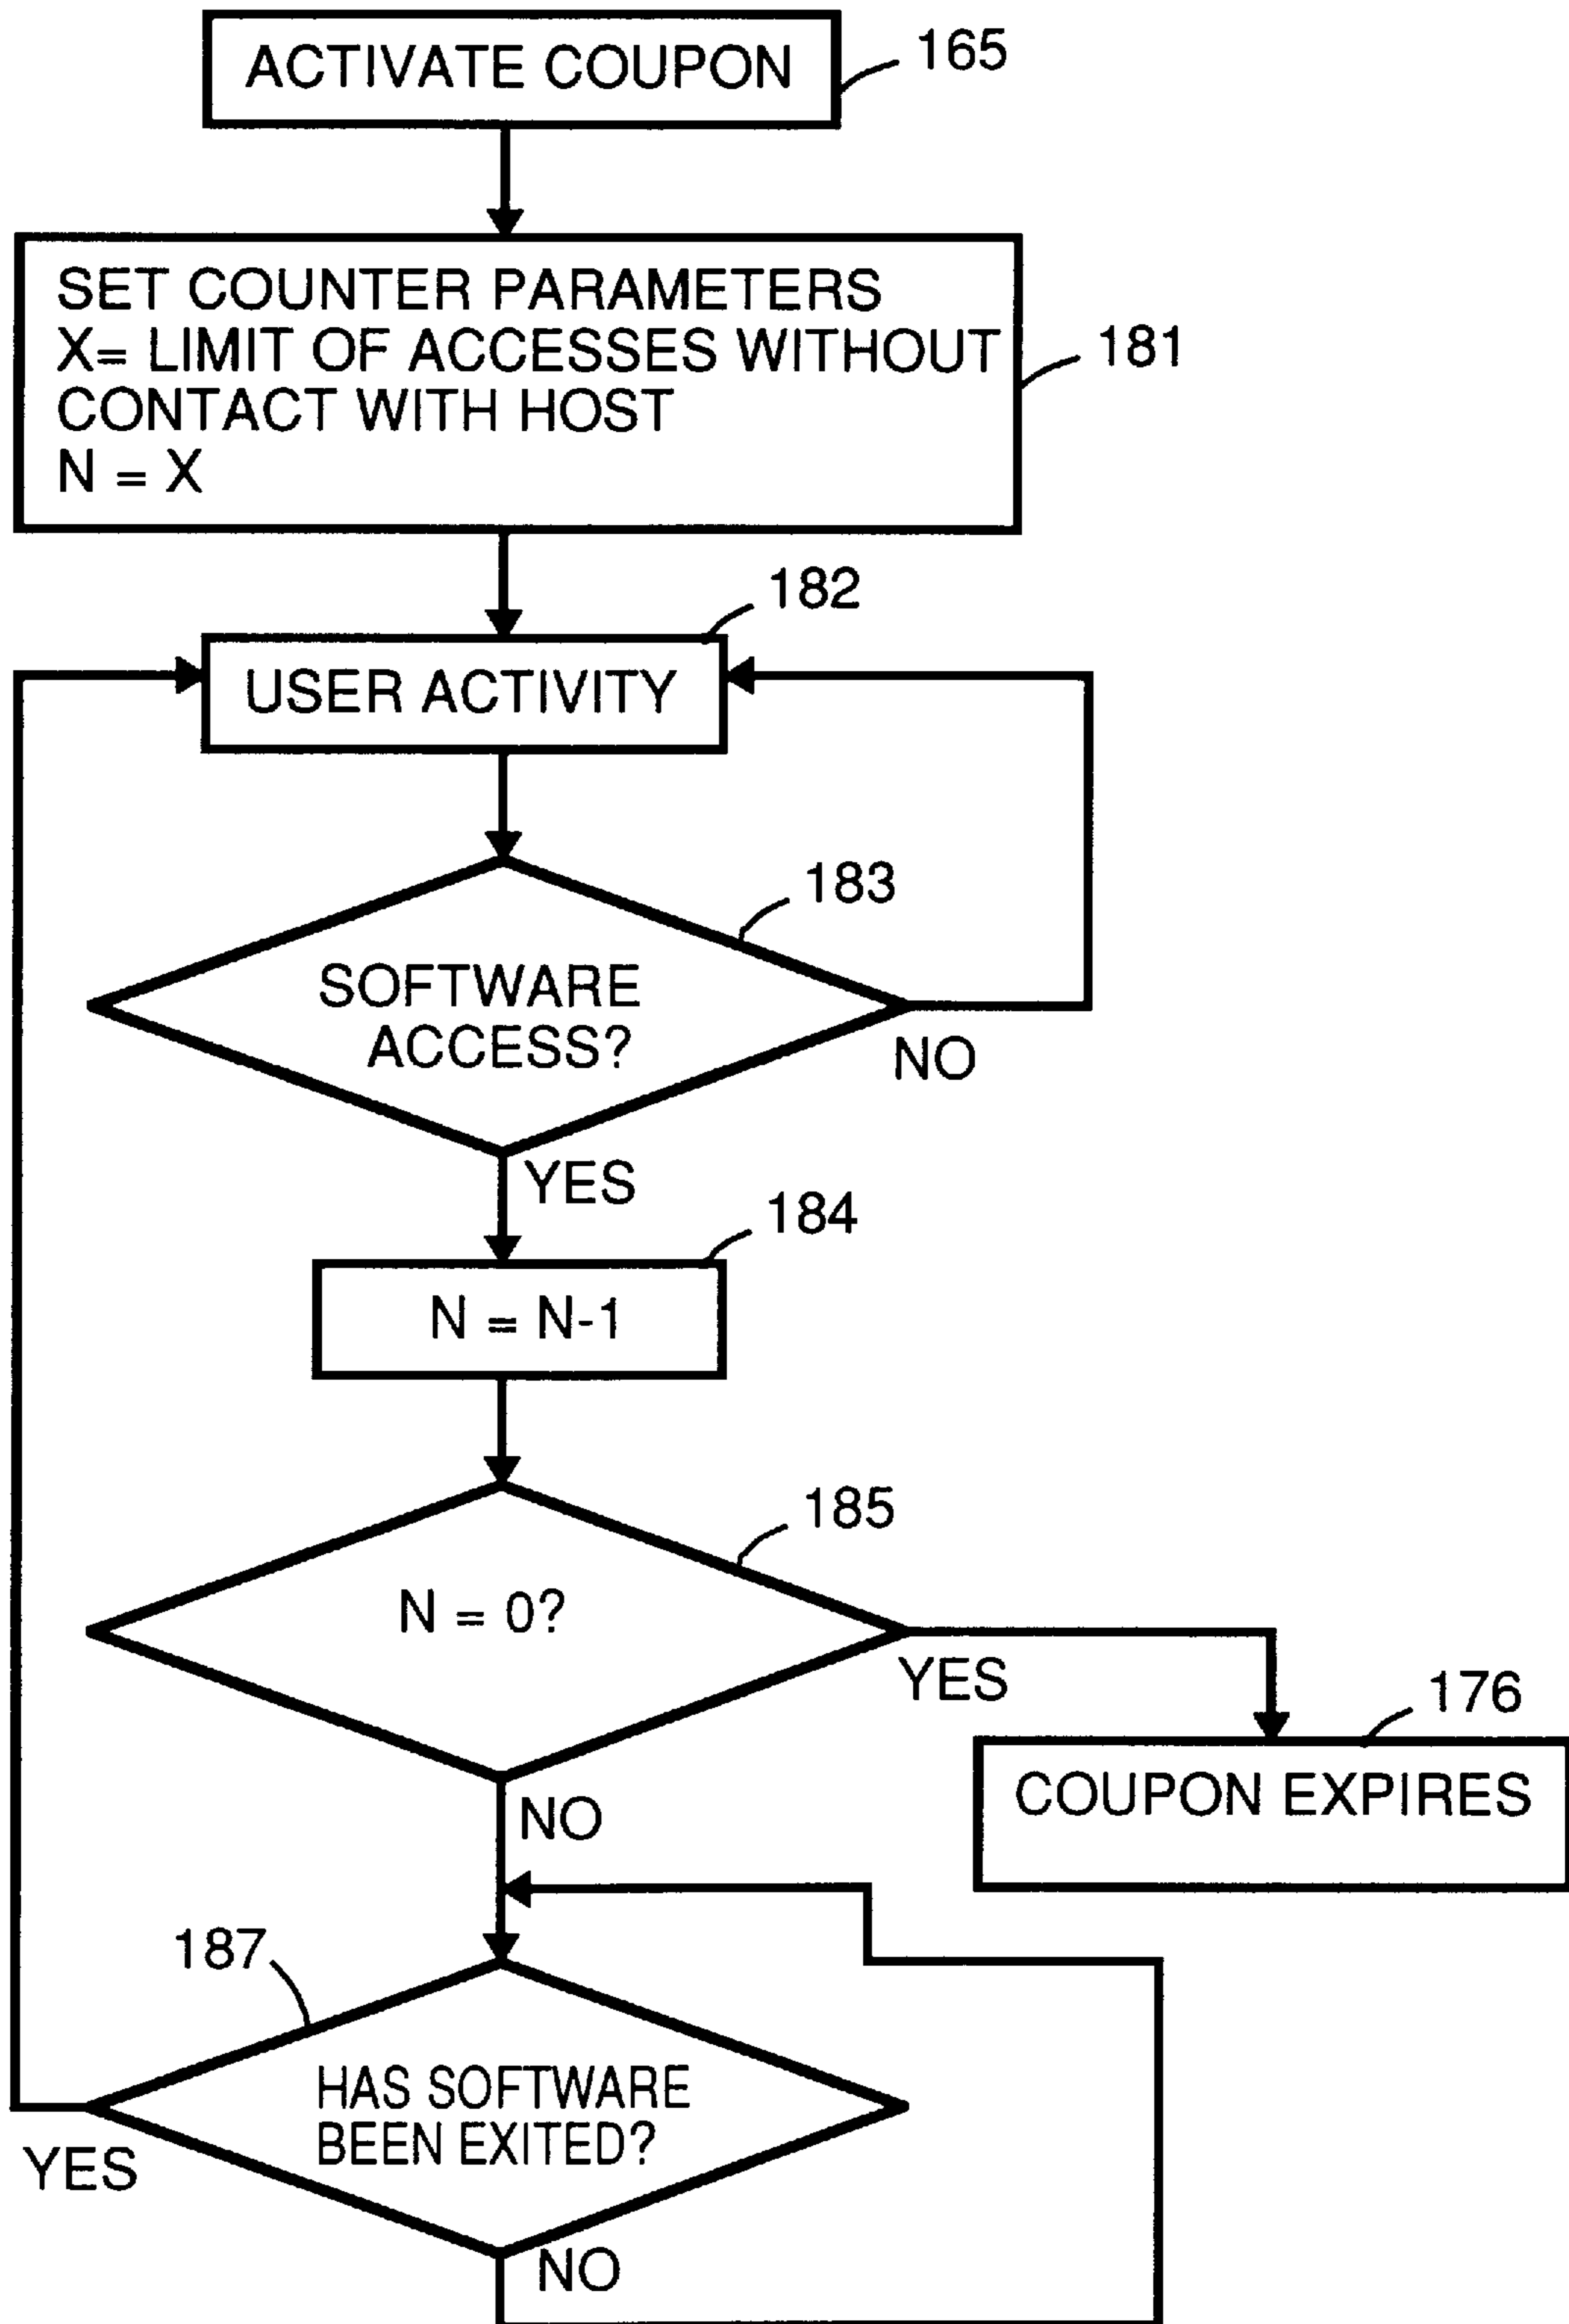 ACTIVATE COUPON
165
SET COUNTER PARAMETERS
X= LIMIT OF ACCESSES WITHOUT
CONTACT WITH HOST
N = X
181
182
USER ACTIVITY
183
SOFTWARE
ACCESS?
NO
YES
184
N = N-1
185
N = 0?
YES
176
COUPON EXPIRES
NO
187
HAS SOFTWARE
BEEN EXITED?
YES
NO